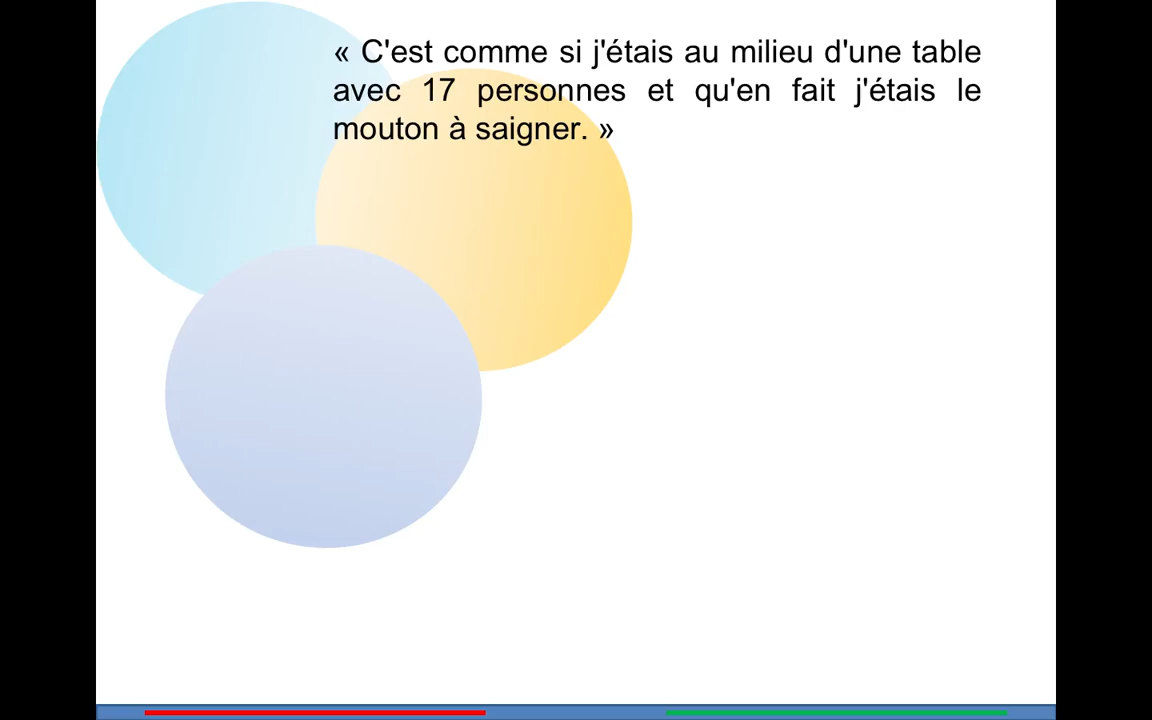 « C'est comme si j'étais au milieu d'une table
avec 17 personnes et qu'en fait j'étais le
mouton à saigner. »